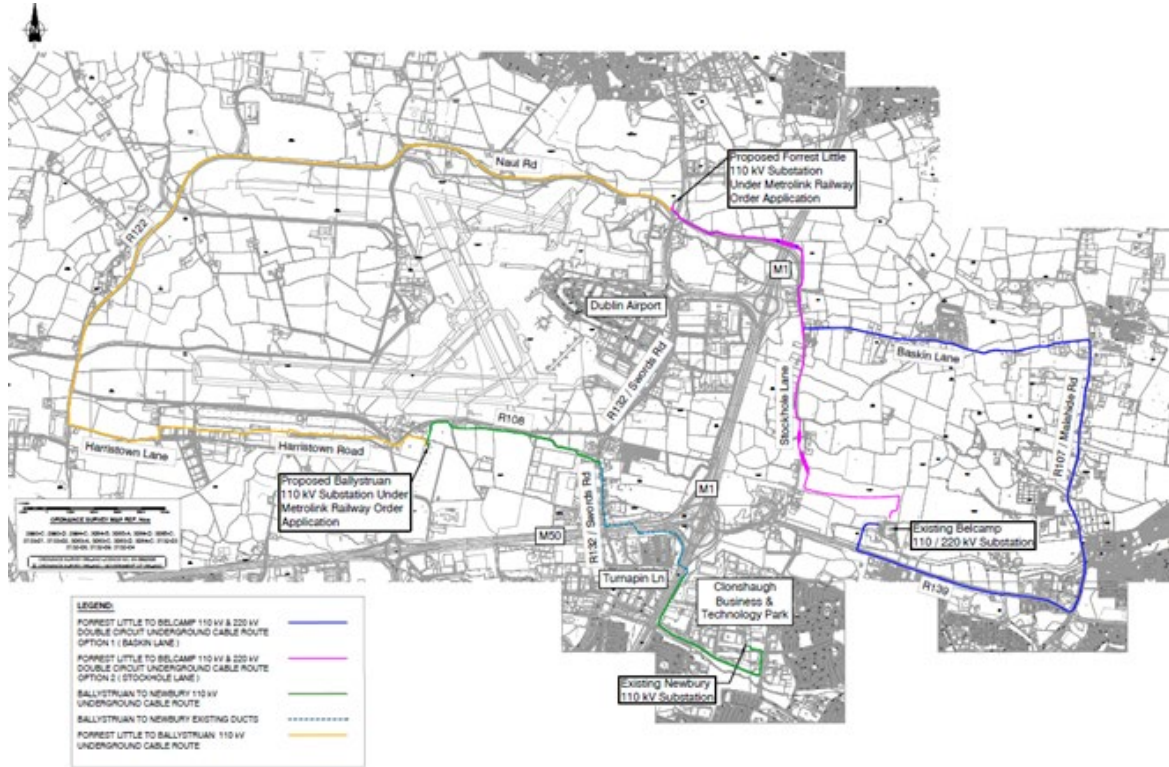 Naul Rd
Proposed Forrest Little
110 kV Substation
Under Metrolink Railway
Order Application
R122
M1
Dublin Airport
R132 / Swords Rd
Baskin Lane
Stockhole Lane
R107 / Malahide Rd
R108
Harristown Lane
Harristown Road
Proposed Ballystruan
110 kV Substation Under
Metrolink Railway Order
Application
M1
R132 / Swords Rd
M50
Existing Belcamp
110 / 220 kV Substation
R139
Turnapin Ln
Clonshaugh
Business &
Technology Park
Existing Newbury
110 kV Substation
ORDNANCE SURVEY MAP REF. Nos
LEGEND:
FORREST LITTLE TO BELCAMP 110 kV & 220 kV
DOUBLE CIRCUIT UNDERGROUND CABLE ROUTE
OPTION 1 ( BASKIN LANE )
FORREST LITTLE TO BELCAMP 110 kV & 220 kV
DOUBLE CIRCUIT UNDERGROUND CABLE ROUTE
OPTION 2 ( STOCKHOLE LANE )
BALLYSTRUAN TO NEWBURY 110 kV
UNDERGROUND CABLE ROUTE
BALLYSTRUAN TO NEWBURY EXISTING DUCTS
FORREST LITTLE TO BALLYSTRUAN 110 kV
UNDERGROUND CABLE ROUTE